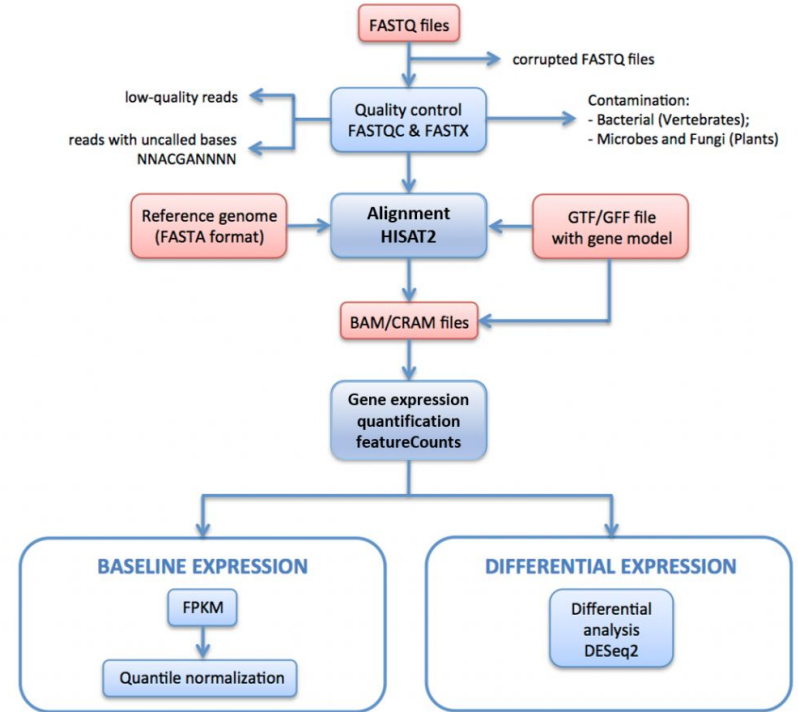 FASTQ files
corrupted FASTQ files
low-quality reads
reads with uncalled bases
NNACGANNNN
Quality control
FASTQC & FASTX
Contamination:
- Bacterial (Vertebrates);
- Microbes and Fungi (Plants)
Reference genome
(FASTA format)
Alignment
HISAT2
GTF/GFF file
with gene model
BAM/CRAM files
Gene expression
quantification
featureCounts
BASELINE EXPRESSION
FPKM
Quantile normalization
DIFFERENTIAL EXPRESSION
Differential
analysis
DESeq2